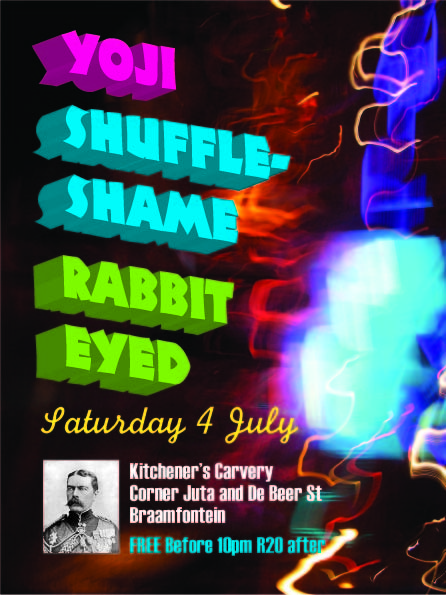 YOJI
SHUFFLE-
SHAME
RABBIT
EYED
Saturday 4 July
Kitchener's Carvery
Corner Juta and De Beer St
Braamfontein
FREE Before 10pm R20 after